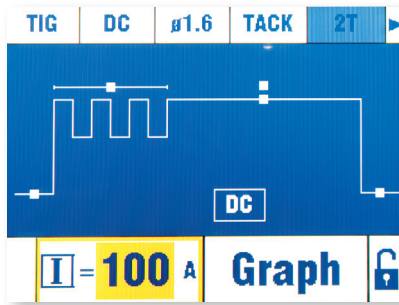 TIG DC ø1.6 TACK 2T
DC
I = 100 A Graph